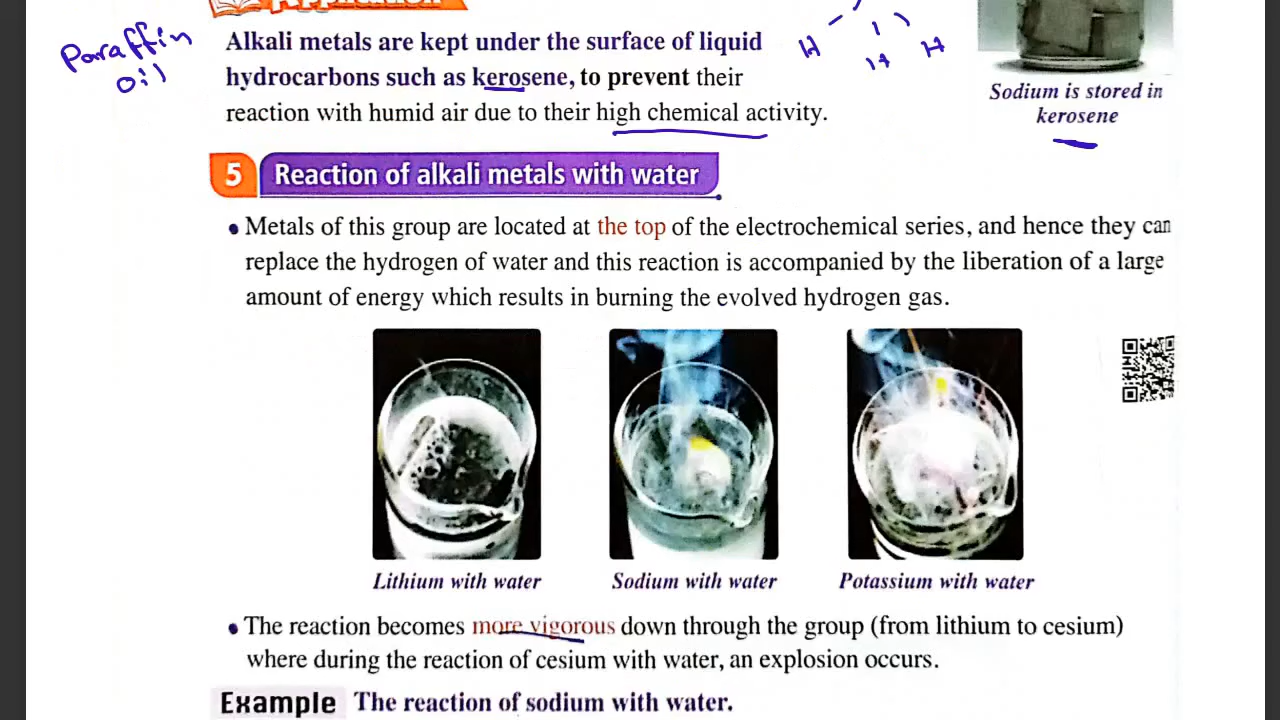 Application
Paraffin
oil
Alkali metals are kept under the surface of liquid
hydrocarbons such as kerosene, to prevent their
reaction with humid air due to their high chemical activity.
H
H
H
Sodium is stored in
kerosene
5 Reaction of alkali metals with water
• Metals of this group are located at the top of the electrochemical series, and hence they can
replace the hydrogen of water and this reaction is accompanied by the liberation of a large
amount of energy which results in burning the evolved hydrogen gas.
Lithium with water
Sodium with water
Potassium with water
• The reaction becomes more vigorous down through the group (from lithium to cesium)
where during the reaction of cesium with water, an explosion occurs.
Example The reaction of sodium with water.